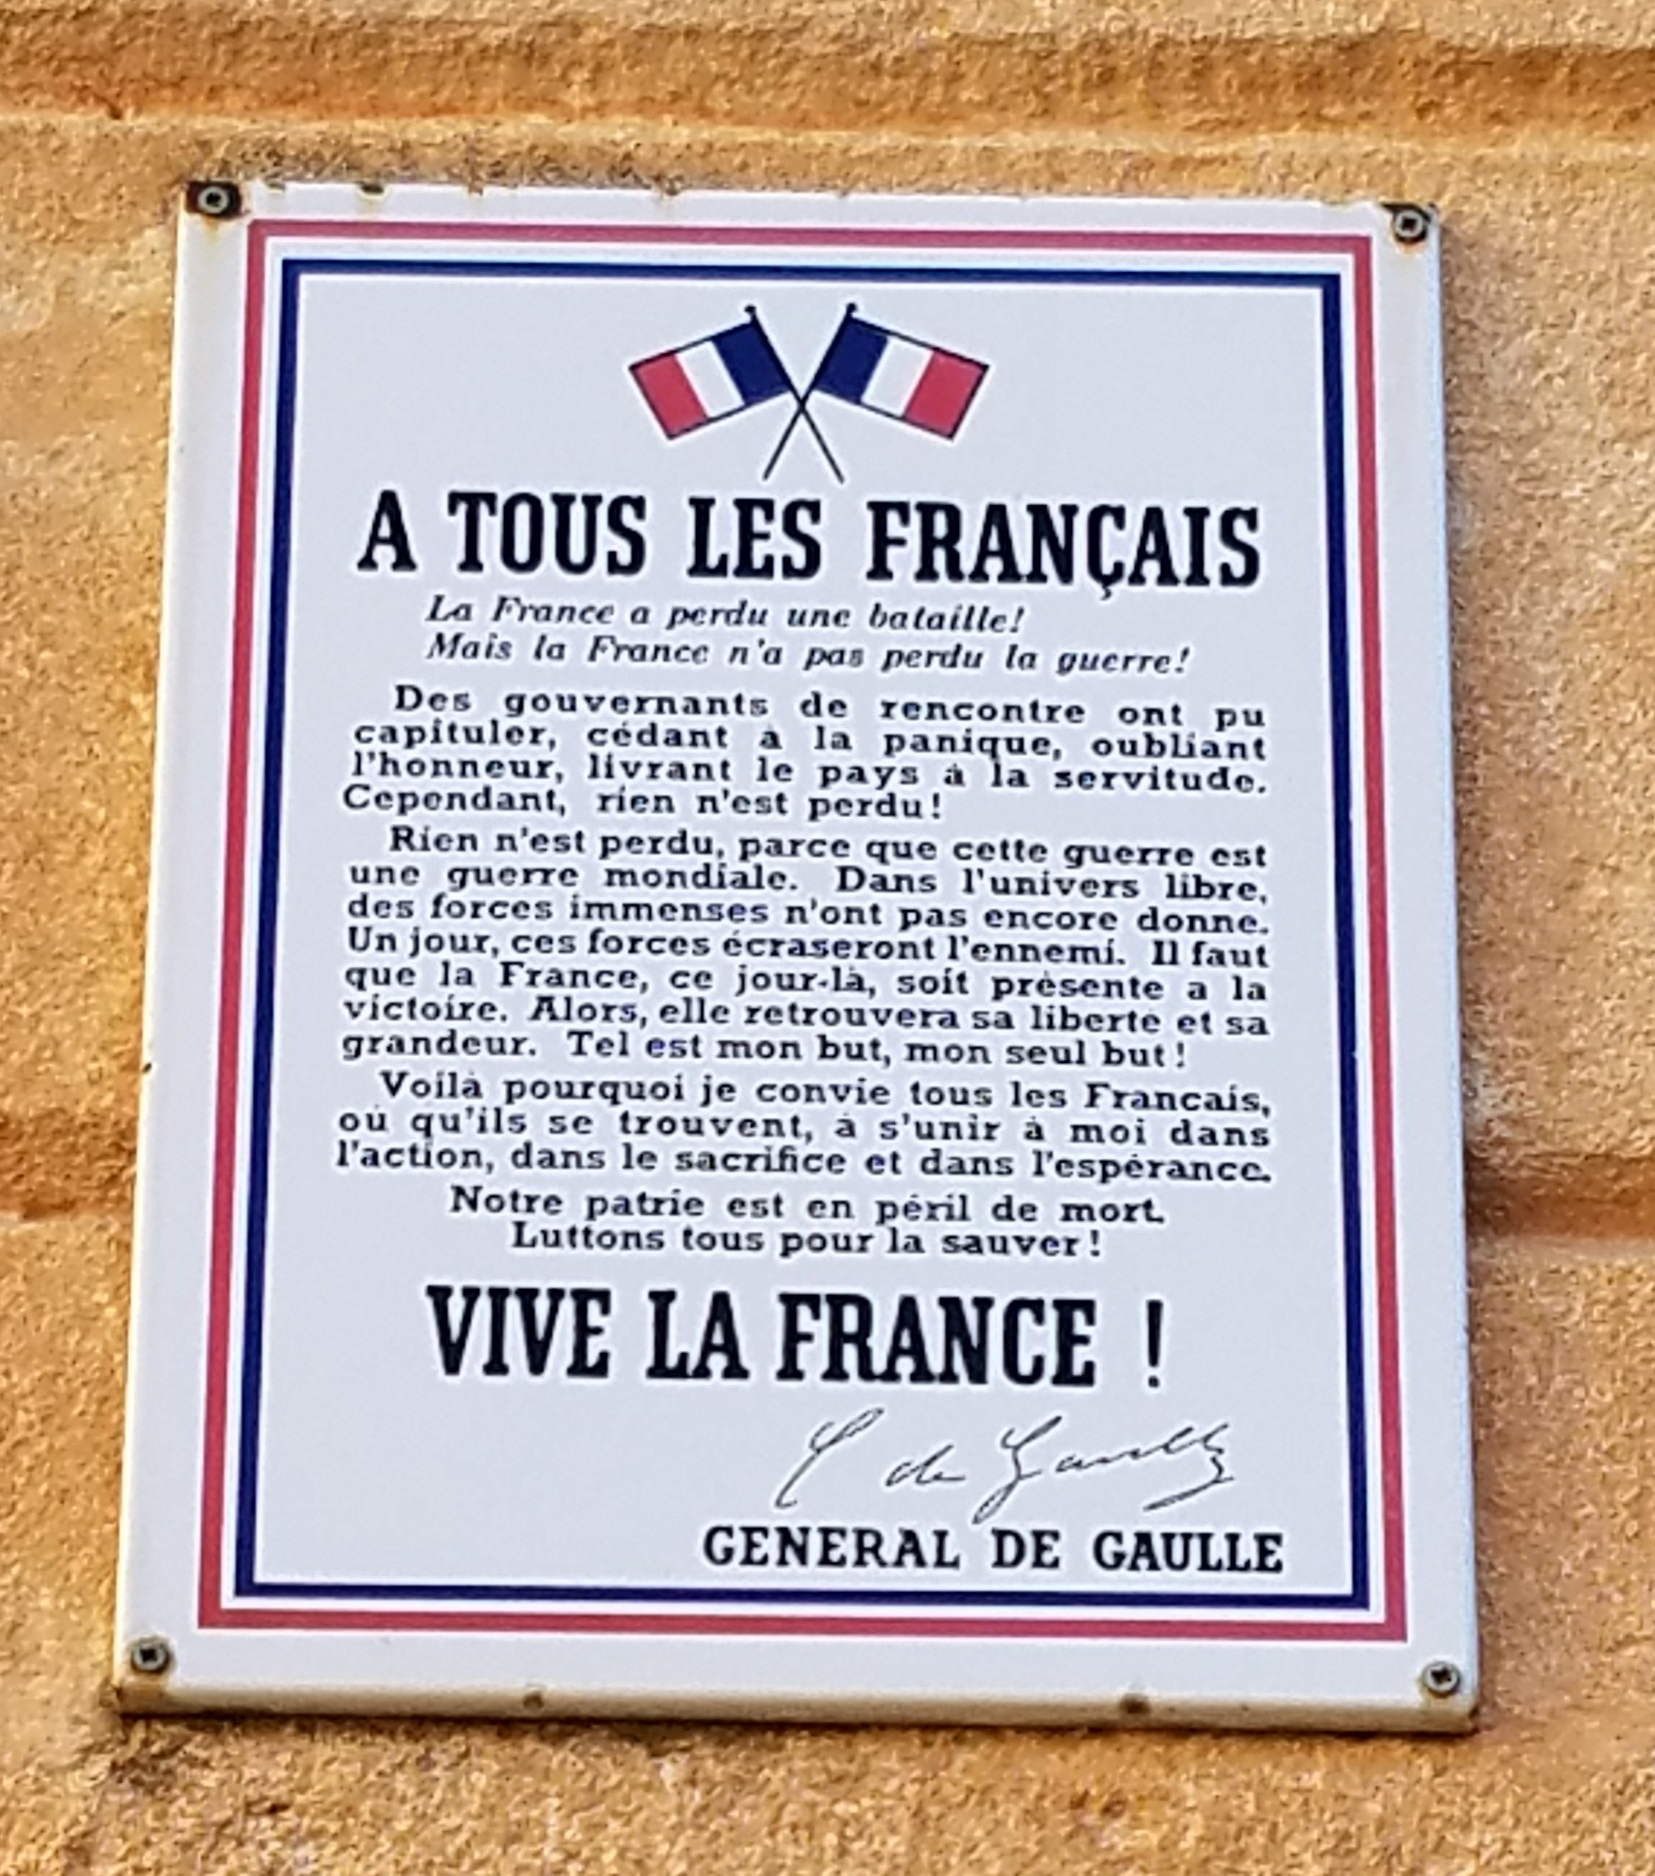 A TOUS LES FRANÇAIS
La France a perdu une bataille!
Mais la France n'a pas perdu la guerre!
Des gouvernants de rencontre ont pu
capituler, cédant à la panique, oubliant
l'honneur, livrant le pays à la servitude.
Cependant, rien n'est perdu!
Rien n'est perdu, parce que cette guerre est
une guerre mondiale. Dans l'univers libre,
des forces immenses n'ont pas encore donne.
Un jour, ces forces écraseront l'ennemi. Il faut
que la France, ce jour-là, soit présente a la
victoire. Alors, elle retrouvera sa liberte et sa
grandeur. Tel est mon but, mon seul but!
Voilà pourquoi je convie tous les Francais,
où qu'ils se trouvent, à s'unir à moi dans
l'action, dans le sacrifice et dans l'espérance.
Notre patrie est en péril de mort.
Luttons tous pour la sauver!
VIVE LA FRANCE !
C de Gaulle
GENERAL DE GAULLE